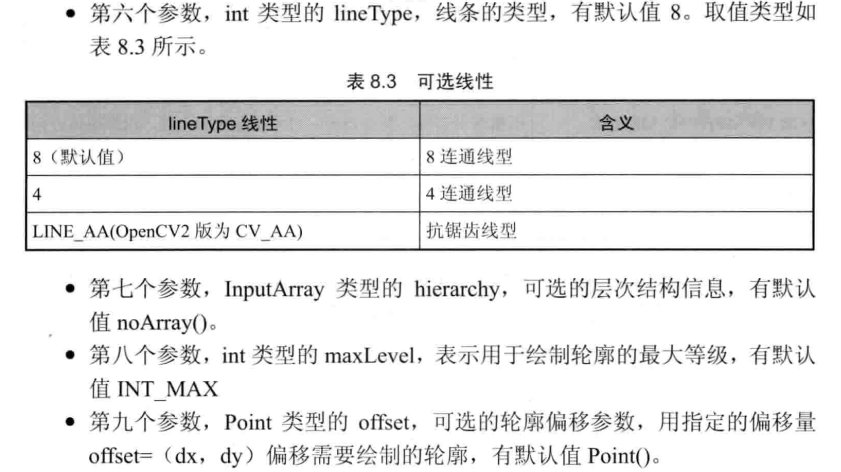 • 第六个参数，int 类型的 lineType，线条的类型，有默认值 8。取值类型如
表 8.3 所示。
表 8.3 可选线性
lineType 线性 含义
8（默认值） 8 连通线型
4 4 连通线型
LINE_AA(OpenCV2 版为 CV_AA) 抗锯齿线型
• 第七个参数，InputArray 类型的 hierarchy，可选的层次结构信息，有默认
值 noArray()。
• 第八个参数，int 类型的 maxLevel，表示用于绘制轮廓的最大等级，有默认
值 INT_MAX
• 第九个参数，Point 类型的 offset，可选的轮廓偏移参数，用指定的偏移量
offset=（dx，dy）偏移需要绘制的轮廓，有默认值 Point()。